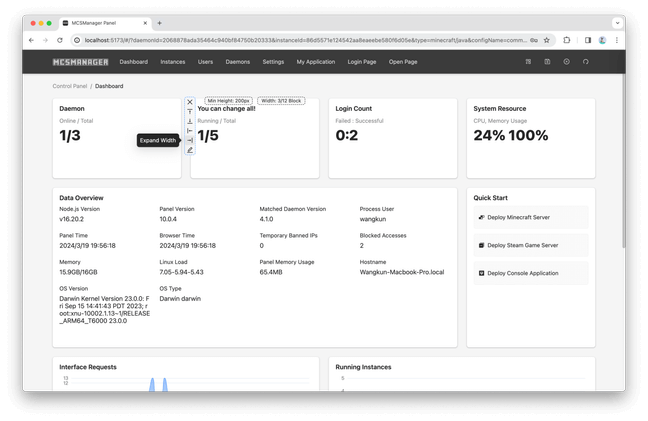 MCSManager Panel
localhost:5173/#/?daemonId=2068878ada35464c940bf84750b20333&instanceId=86d5571e124542aa8eaeebe580f6d05e&type=minecraft/java&configName=comm...
MCSMANAGER Dashboard Instances Users Daemons Settings My Application Login Page Open Page
Control Panel / Dashboard
Min Height: 200px Width: 3/12 Block
Daemon You can change all! Login Count System Resource
Online / Total Running / Total Failed : Successful CPU, Memory Usage
1/3 1/5 0:2 24% 100%
Expand Width
Data Overview Quick Start
Node.js Version Panel Version Matched Daemon Version Process User
v16.20.2 10.0.4 4.1.0 wangkun
Deploy Minecraft Server
Panel Time Browser Time Temporary Banned IPs Blocked Accesses
2024/3/19 19:56:18 2024/3/19 19:56:18 0 2
Deploy Steam Game Server
Memory Linux Load Panel Memory Usage Hostname
15.9GB/16GB 7.05-5.94-5.43 65.4MB Wangkun-Macbook-Pro.local
Deploy Console Application
OS Version OS Type
Darwin Kernel Version 23.0.0: F Darwin darwin
ri Sep 15 14:41:43 PDT 2023; r
oot:xnu-10002.1.13~1/RELEASE
_ARM64_T6000 23.0.0
Interface Requests Running Instances
13 5
12 4